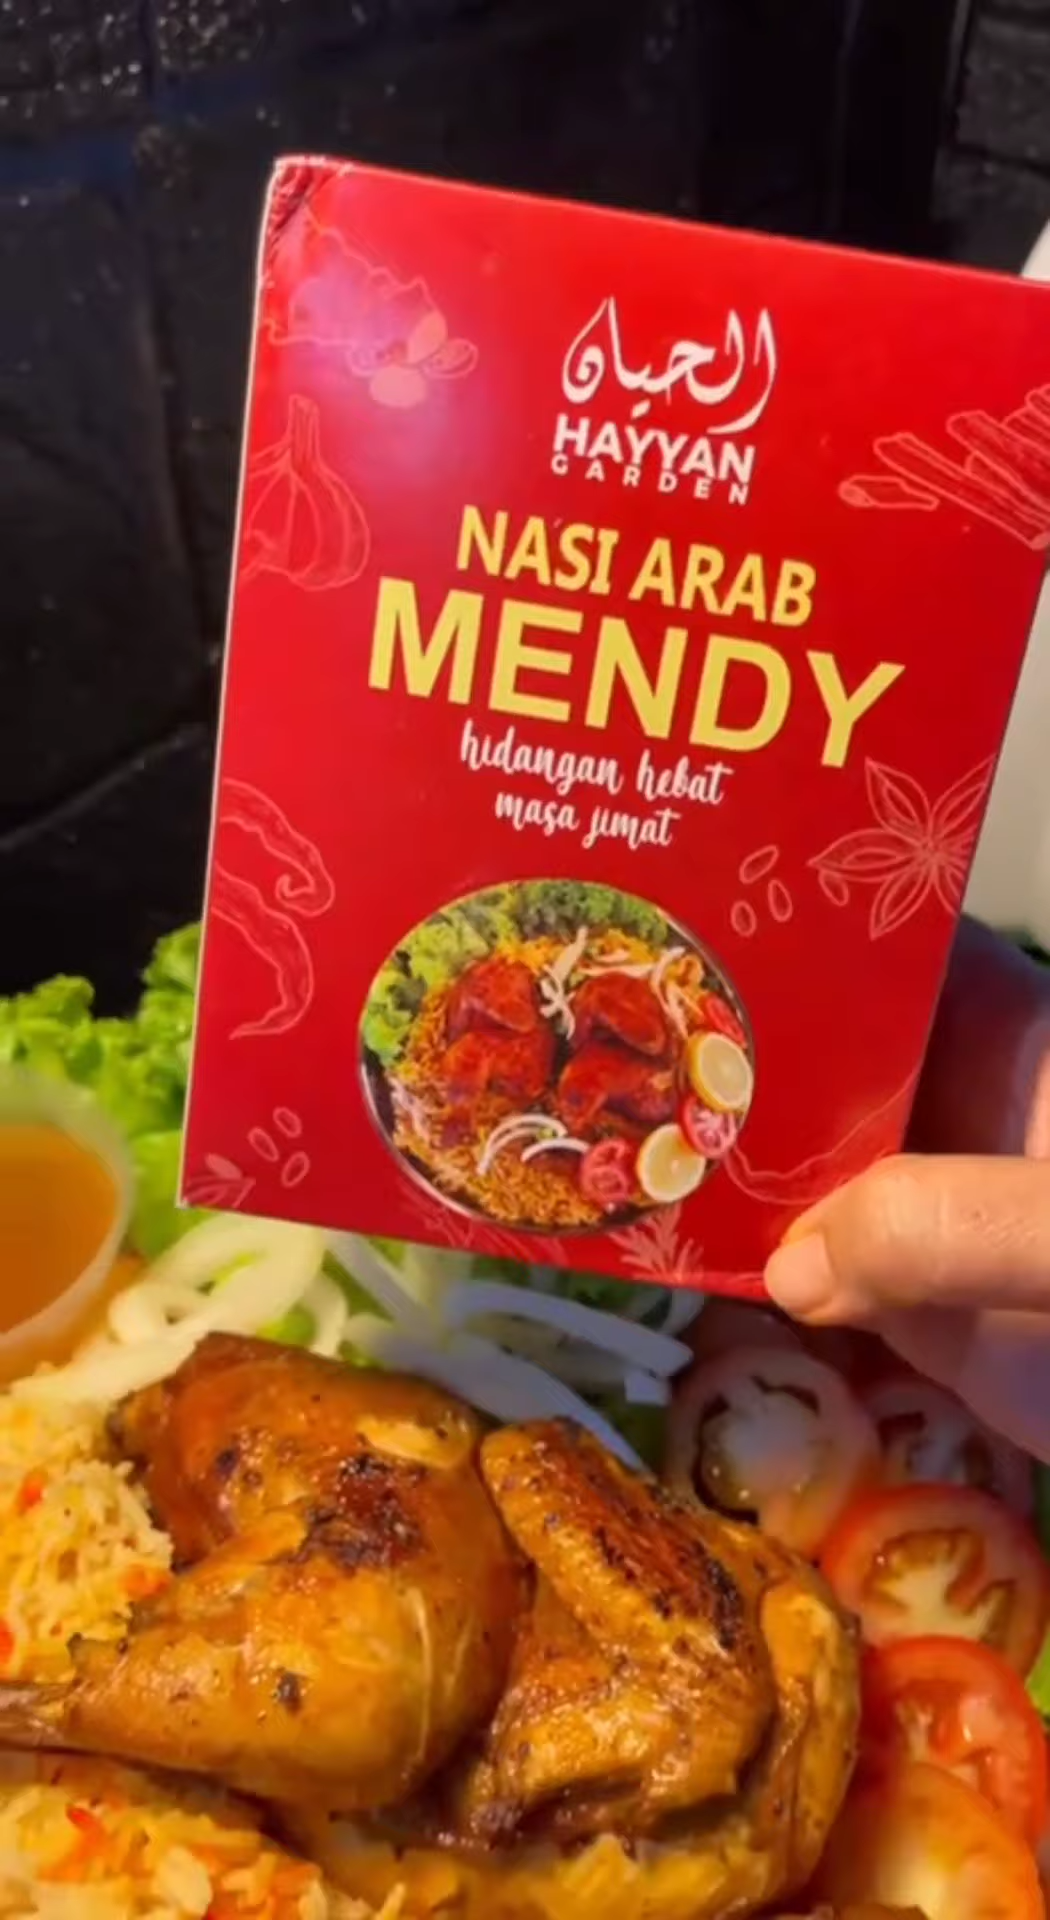 الحيان
HAYYAN
GARDEN
NASI ARAB
MENDY
hidangan hebat
masa jimat